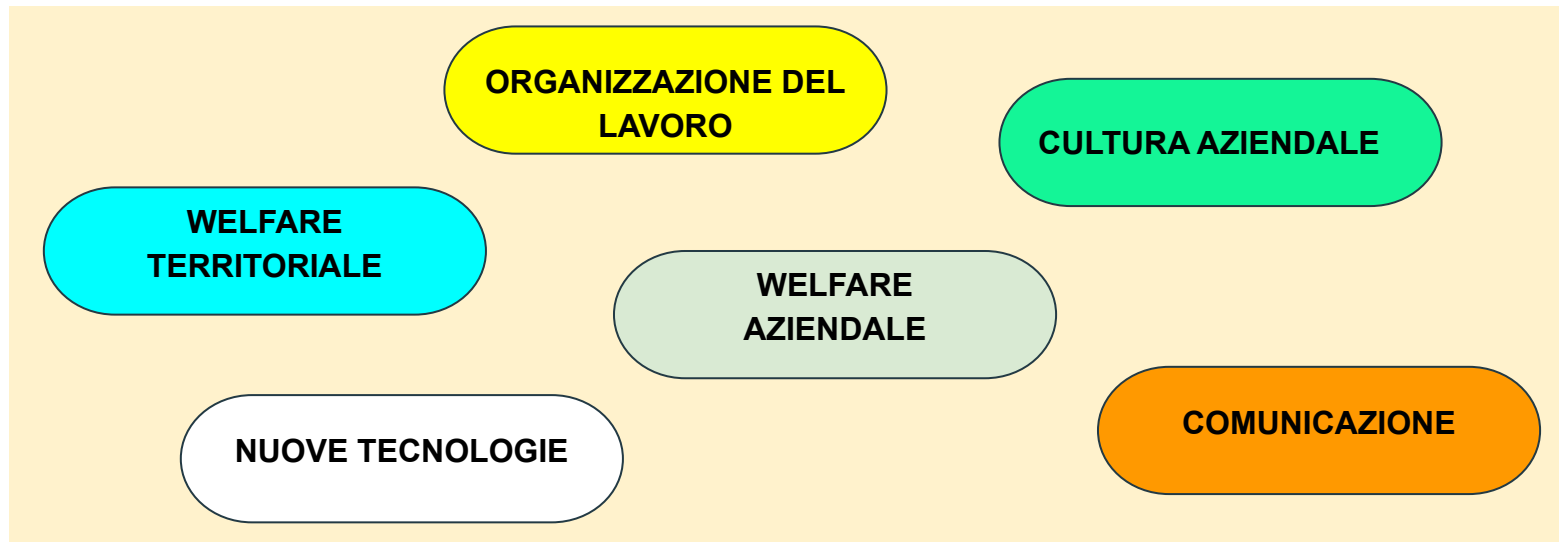 ORGANIZZAZIONE DEL
LAVORO
CULTURA AZIENDALE
WELFARE
TERRITORIALE
WELFARE
AZIENDALE
COMUNICAZIONE
NUOVE TECNOLOGIE